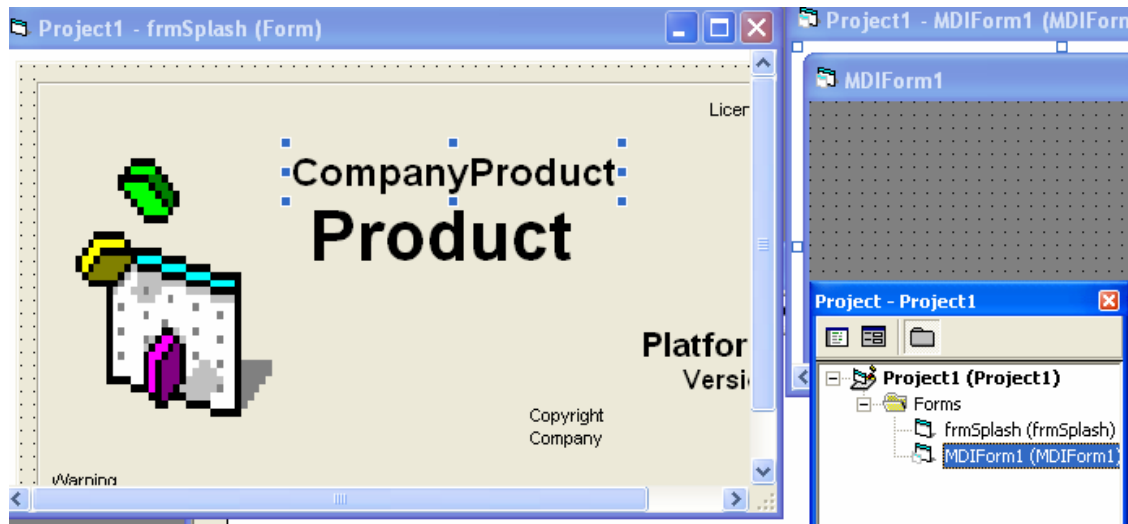 Project1 - frmSplash (Form)
Licen
CompanyProduct
Product
Platfor
Versi
Copyright
Company
Warning
Project1 - MDIForm1 (MDIForm
MDIForm1
Project - Project1
Project1 (Project1)
Forms
frmSplash (frmSplash)
MDIForm1 (MDIForm1)